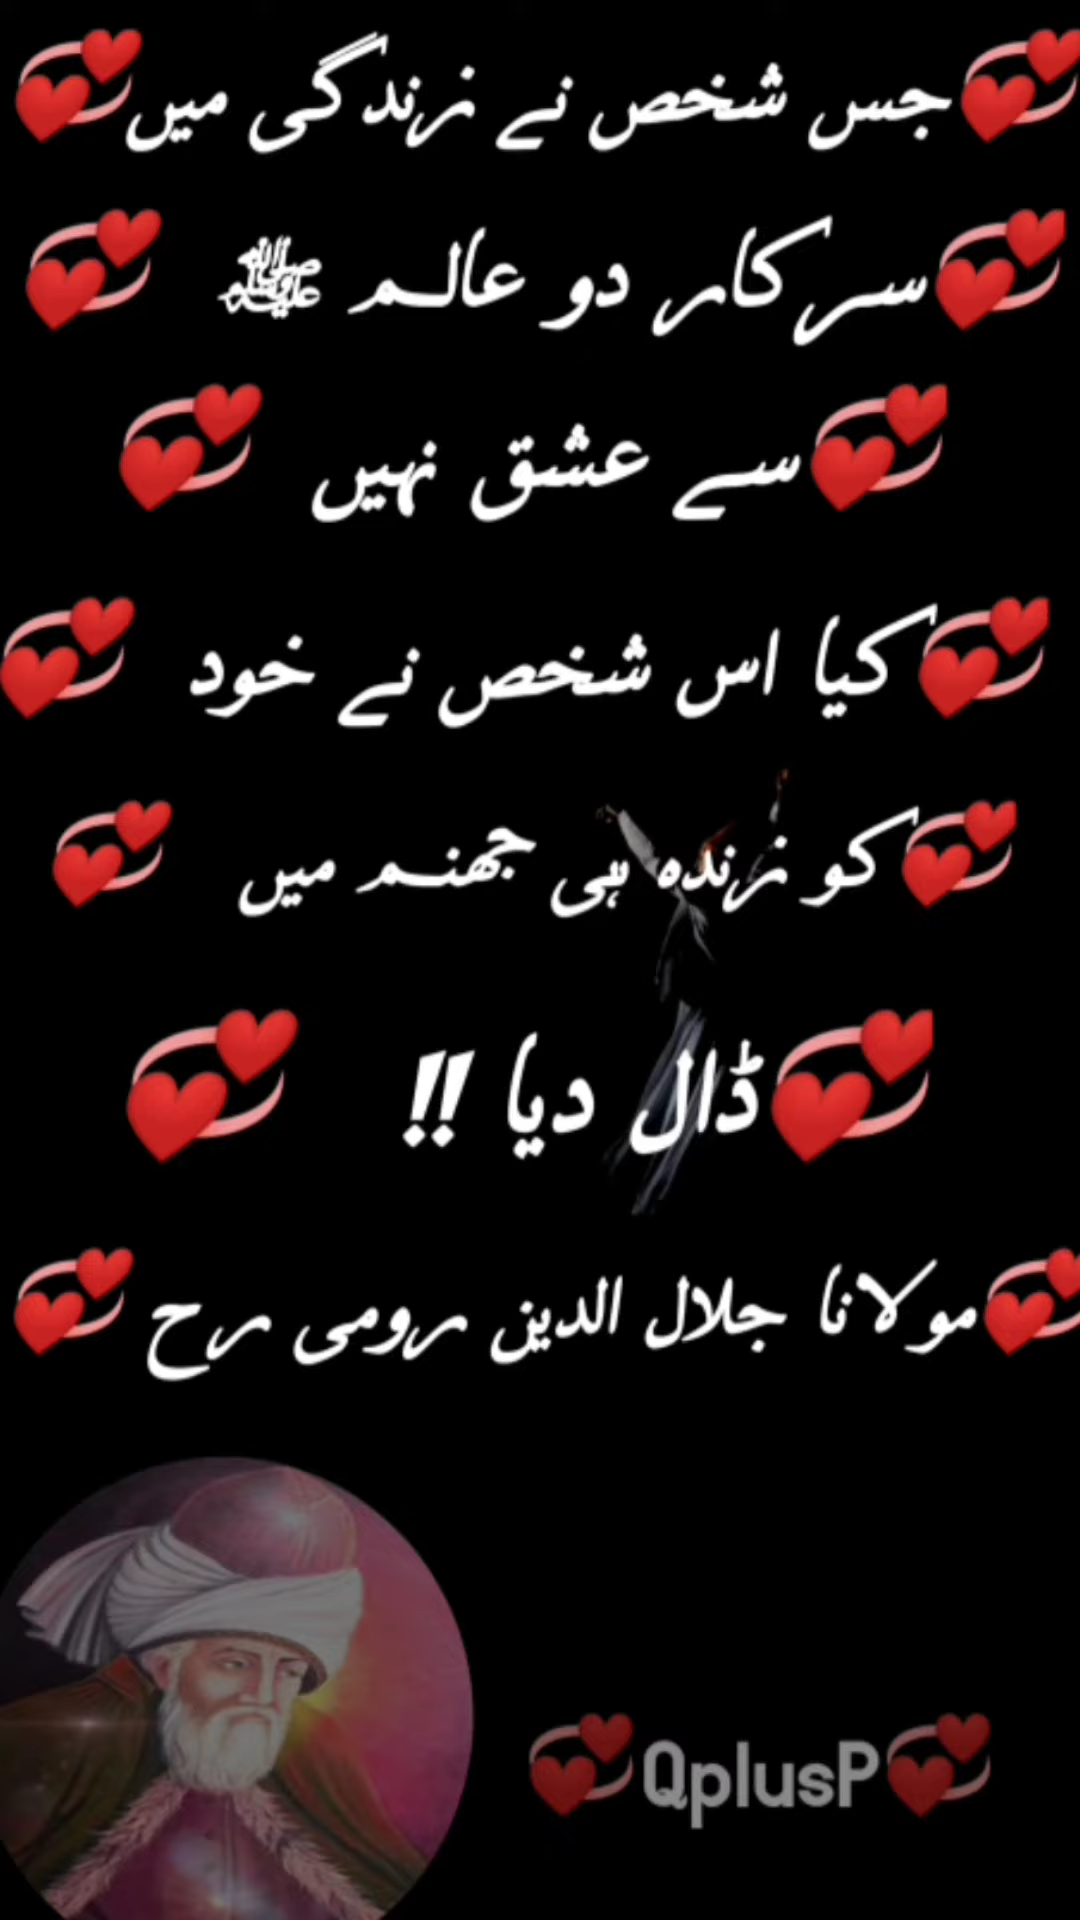 💞جس شخص نے زندگی میں💞
💞سرکار دو عالم ﷺ 💞
💞سے عشق نہیں 💞
💞کیا اس شخص نے خود 💞
💞کو زندہ ہی جھنم میں 💞
💞ڈال دیا !! 💞
💞مولانا جلال الدین رومی رح 💞
💞QplusP💞